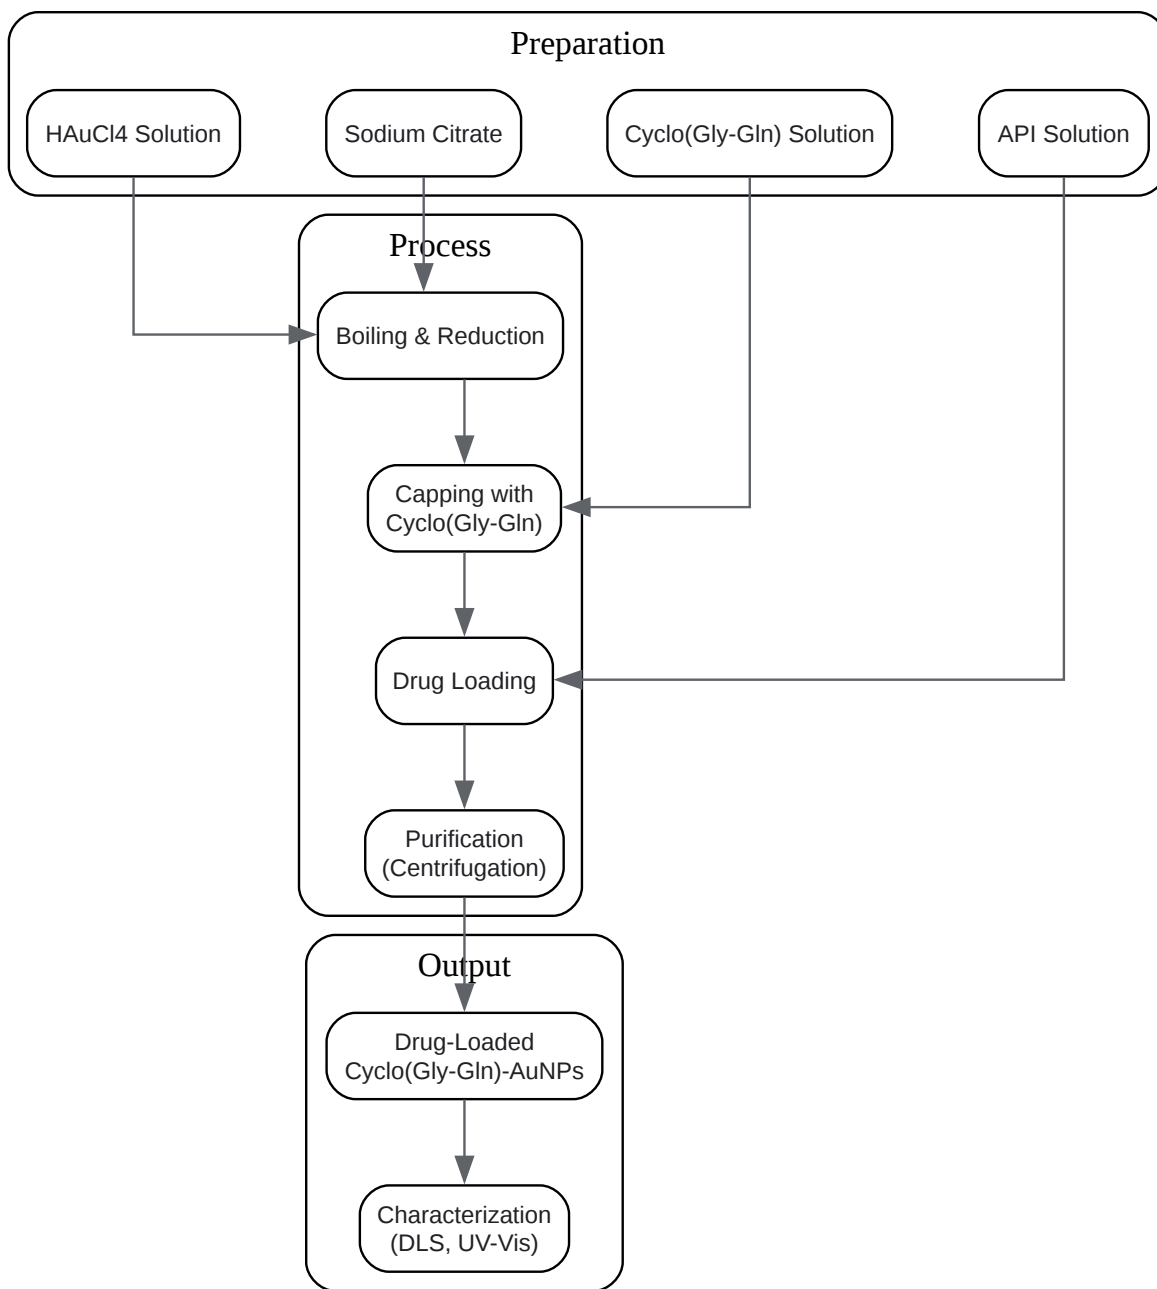 Preparation
HAuCl4 Solution
Sodium Citrate
Cyclo(Gly-Gln) Solution
API Solution
Process
Boiling & Reduction
Capping with
Cyclo(Gly-Gln)
Drug Loading
Purification
(Centrifugation)
Output
Drug-Loaded
Cyclo(Gly-Gln)-AuNPs
Characterization
(DLS, UV-Vis)